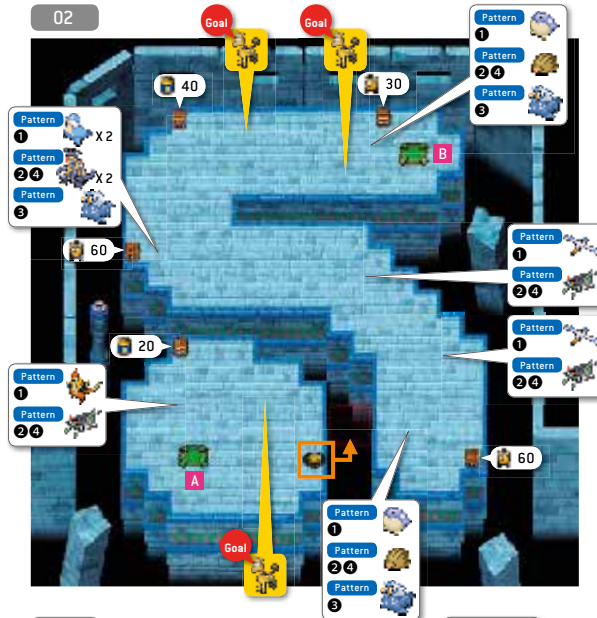 02
Goal
Goal
40
30
Pattern
❶
Pattern
❷❹
Pattern
❸
B
Pattern
❶
X 2
Pattern
❷❹
X 2
Pattern
❸
60
Pattern
❶
Pattern
❷❹
20
Pattern
❶
Pattern
❷❹
Pattern
❶
Pattern
❷❹
A
60
Pattern
❶
Pattern
❷❹
Pattern
❸
Goal